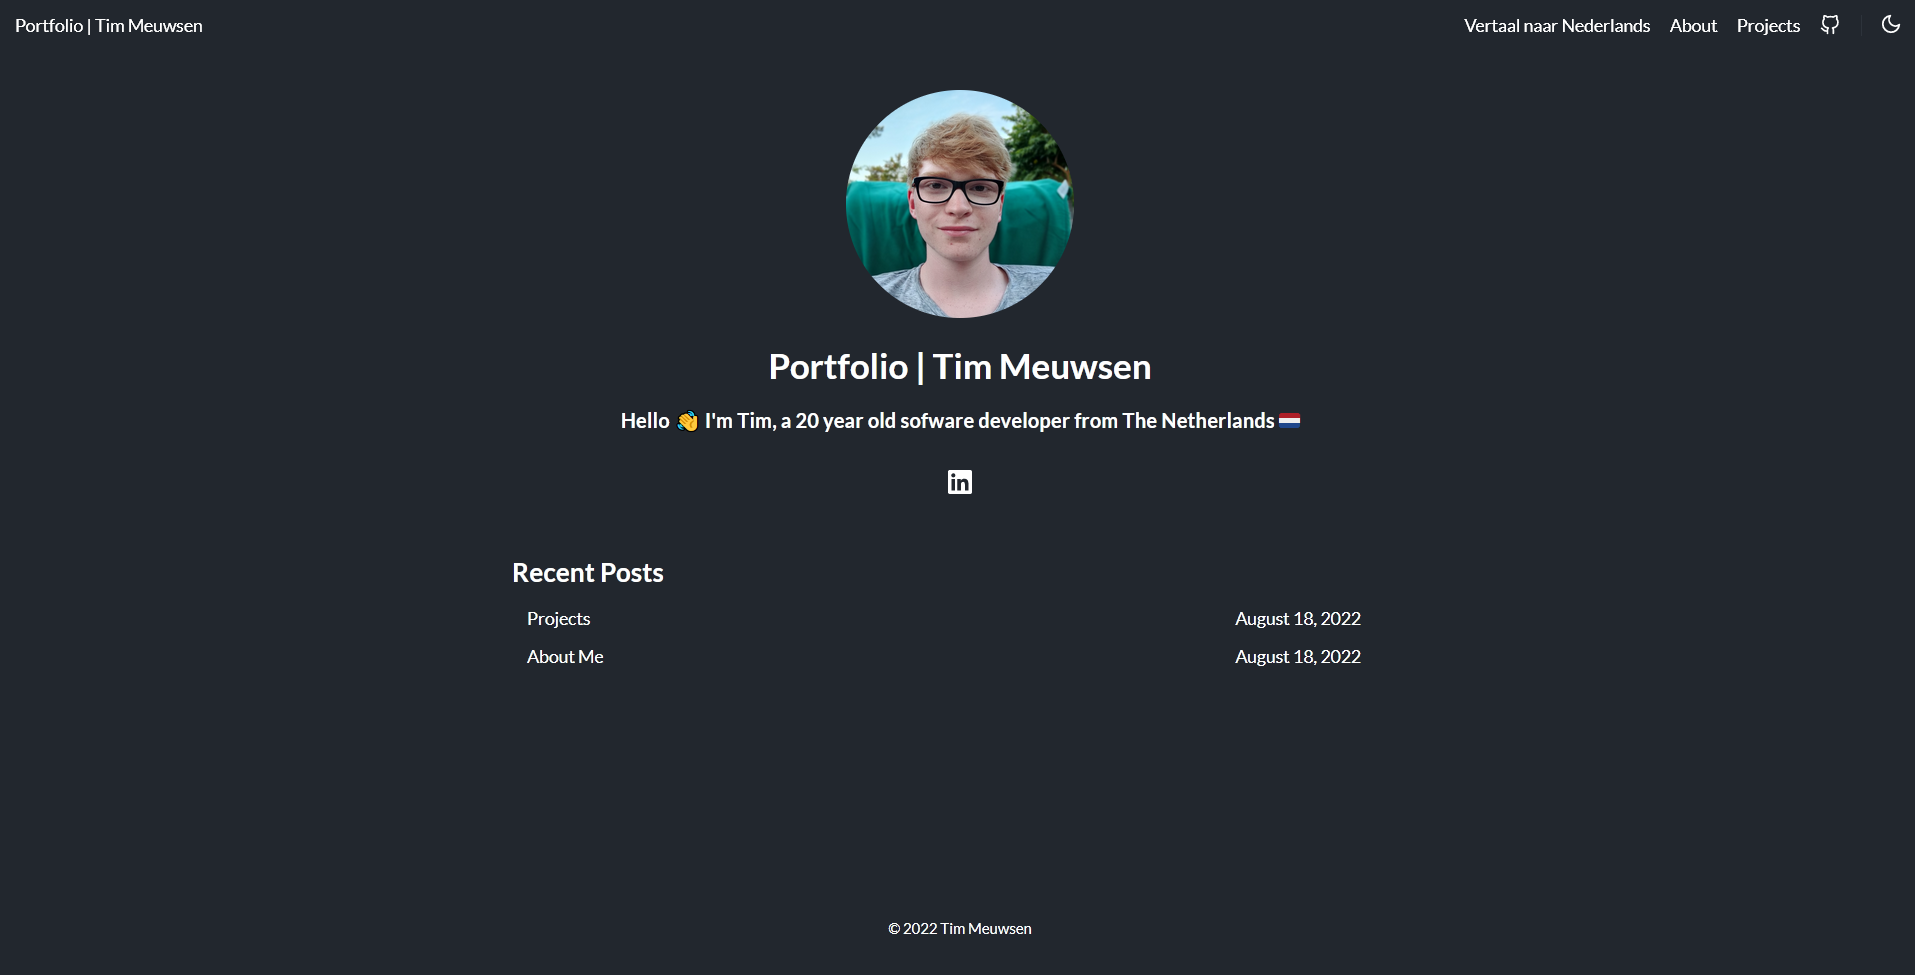 Portfolio | Tim Meuwsen
Vertaal naar Nederlands About Projects
Portfolio | Tim Meuwsen
Hello 👋 I'm Tim, a 20 year old sofware developer from The Netherlands 🇳🇱
in
Recent Posts
Projects August 18, 2022
About Me August 18, 2022
© 2022 Tim Meuwsen